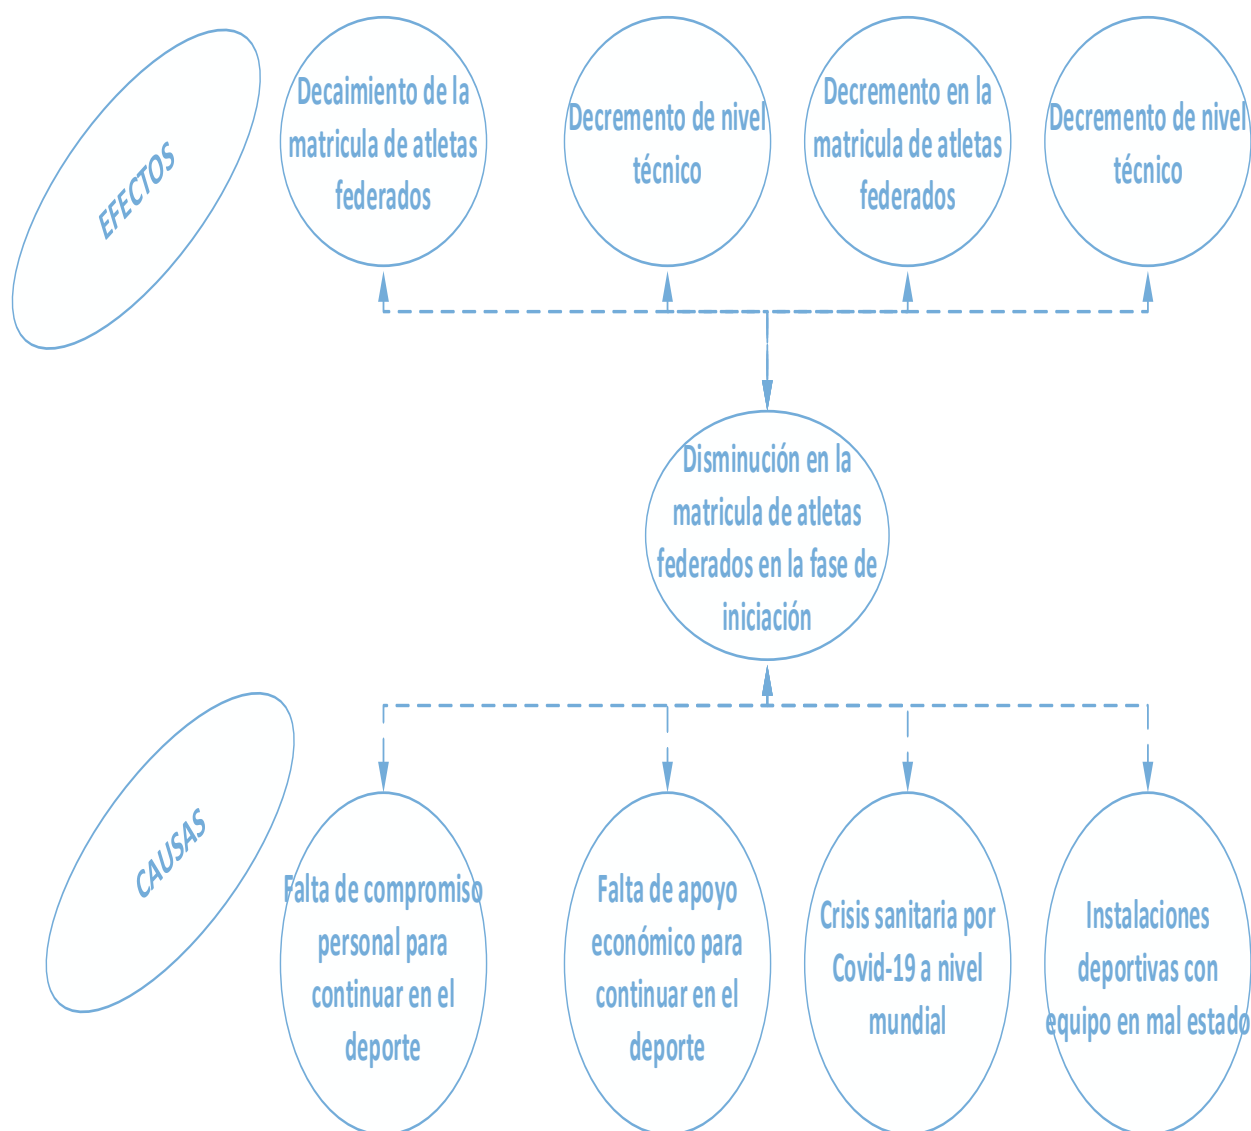 EFECTOS
Decaimiento de la
matricula de atletas
federados
Decremento de nivel
técnico
Decremento en la
matricula de atletas
federados
Decremento de nivel
técnico
Disminución en la
matricula de atletas
federados en la fase de
iniciación
CAUSAS
Falta de compromiso
personal para
continuar en el
deporte
Falta de apoyo
económico para
continuar en el
deporte
Crisis sanitaria por
Covid-19 a nivel
mundial
Instalaciones
deportivas con
equipo en mal estado